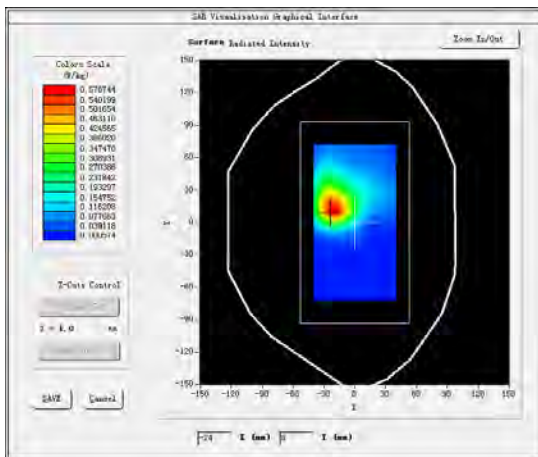 SAR Visualisation Graphical Interface
Surface Radiated Intensity
Zoom In/Out
Colors Scale
(W/kg)
0.578744
0.540199
0.501654
0.463110
0.424565
0.386020
0.347476
0.308931
0.270386
0.231842
0.193297
0.154752
0.116208
0.077663
0.039118
0.000574
150
120
90
60
30
0
-30
-60
-90
-120
-150
Y
-150 -120 -90 -60 -30 0 30 60 90 120 150
X
Z-Cuts Control
mm
SAVE
Cancel
-24 X (mm) Y (mm)